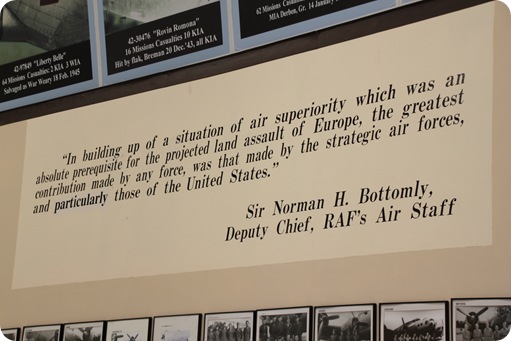 42-97849 "Liberty Belle"
64 Missions Casualties: 2 KIA 3 WIA
Salvaged as War Weary 18 Feb. 1945
42-30476 "Rovin Romona"
16 Missions Casualties 10 KIA
Hit by flak, Bremen 20 Dec.'43, all KIA
62 Missions Casualties
MIA Derben, Gr. 14 January
"In building up of a situation of air superiority which was an
absolute prerequisite for the projected land assault of Europe, the greatest
contribution made by any force, was that made by the strategic air forces,
and particularly those of the United States."
Sir Norman H. Bottomly,
Deputy Chief, RAF's Air Staff